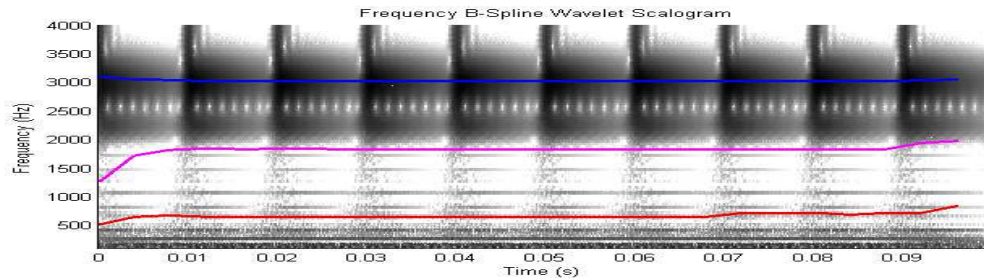 Frequency B-Spline Wavelet Scalogram
4000
3500
3000
2500
2000
1500
1000
500
Frequency (Hz)
0 0.01 0.02 0.03 0.04 0.05 0.06 0.07 0.08 0.09
Time (s)